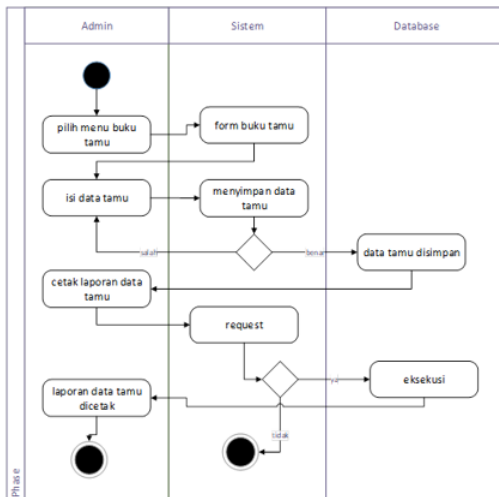 Admin
Sistem
Database
pilih menu buku
tamu
form buku tamu
isi data tamu
menyimpan data
tamu
salah
benar
data tamu disimpan
cetak laporan data
tamu
request
ya
eksekusi
laporan data tamu
dicetak
tidak
Phase